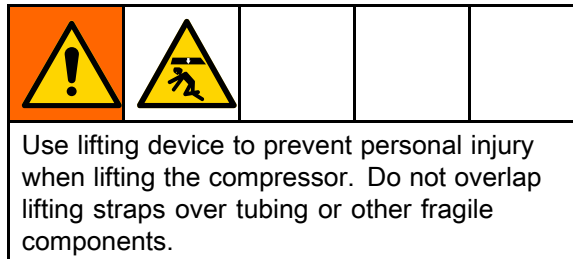 Use lifting device to prevent personal injury
when lifting the compressor. Do not overlap
lifting straps over tubing or other fragile
components.